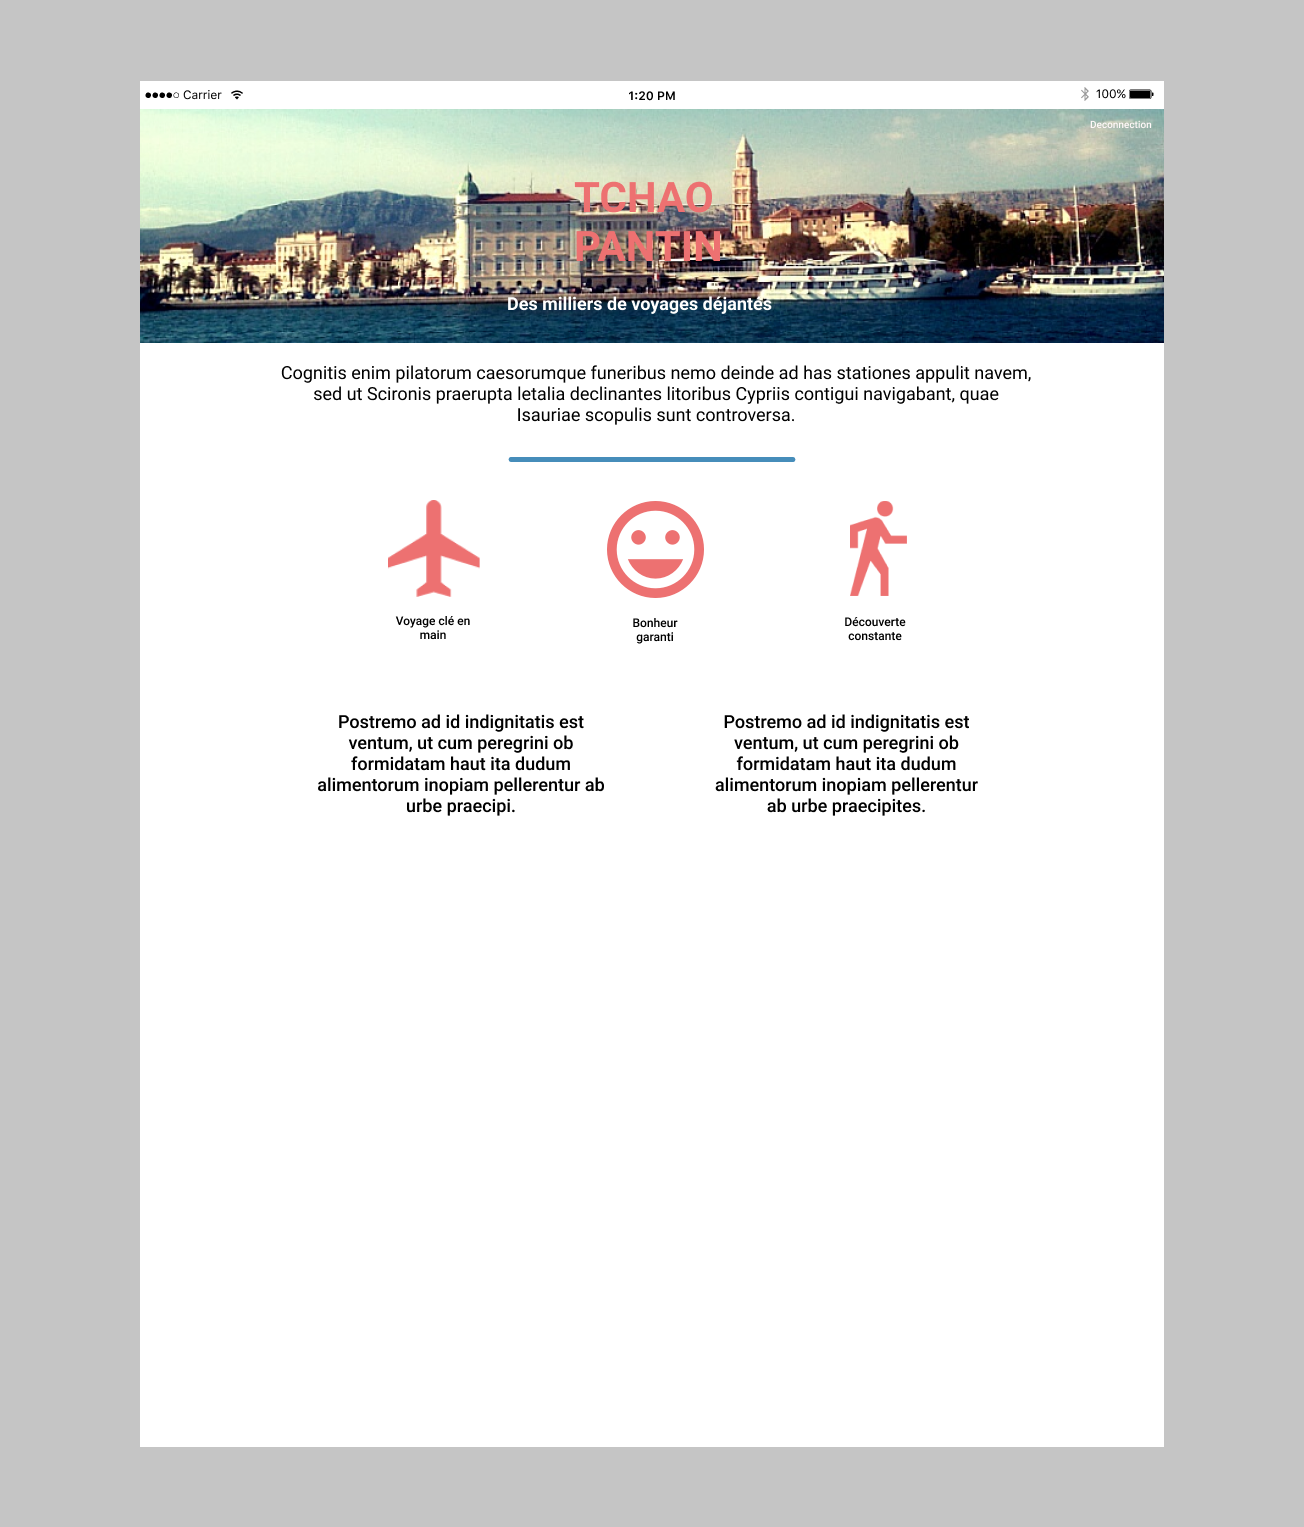 Carrier
1:20 PM
100%
Deconnection
TCHAO
PANTIN
Des milliers de voyages déjantés
Cognitis enim pilatorum caesorumque funeribus nemo deinde ad has stationes appulit navem,
sed ut Scironis praerupta letalia declinantes litoribus Cypriis contigui navigabant, quae
Isauriae scopulis sunt controversa.
Voyage clé en
main
Bonheur
garanti
Découverte
constante
Postremo ad id indignitatis est
ventum, ut cum peregrini ob
formidatam haut ita dudum
alimentorum inopiam pellerentur ab
urbe praecipi.
Postremo ad id indignitatis est
ventum, ut cum peregrini ob
formidatam haut ita dudum
alimentorum inopiam pellerentur
ab urbe praecipites.